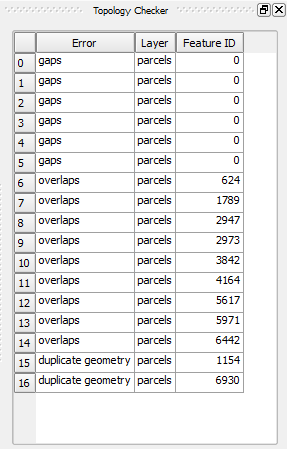 Topology Checker
Error Layer Feature ID
0 gaps parcels 0
1 gaps parcels 0
2 gaps parcels 0
3 gaps parcels 0
4 gaps parcels 0
5 gaps parcels 0
6 overlaps parcels 624
7 overlaps parcels 1789
8 overlaps parcels 2947
9 overlaps parcels 2973
10 overlaps parcels 3842
11 overlaps parcels 4164
12 overlaps parcels 5617
13 overlaps parcels 5971
14 overlaps parcels 6442
15 duplicate geometry parcels 1154
16 duplicate geometry parcels 6930